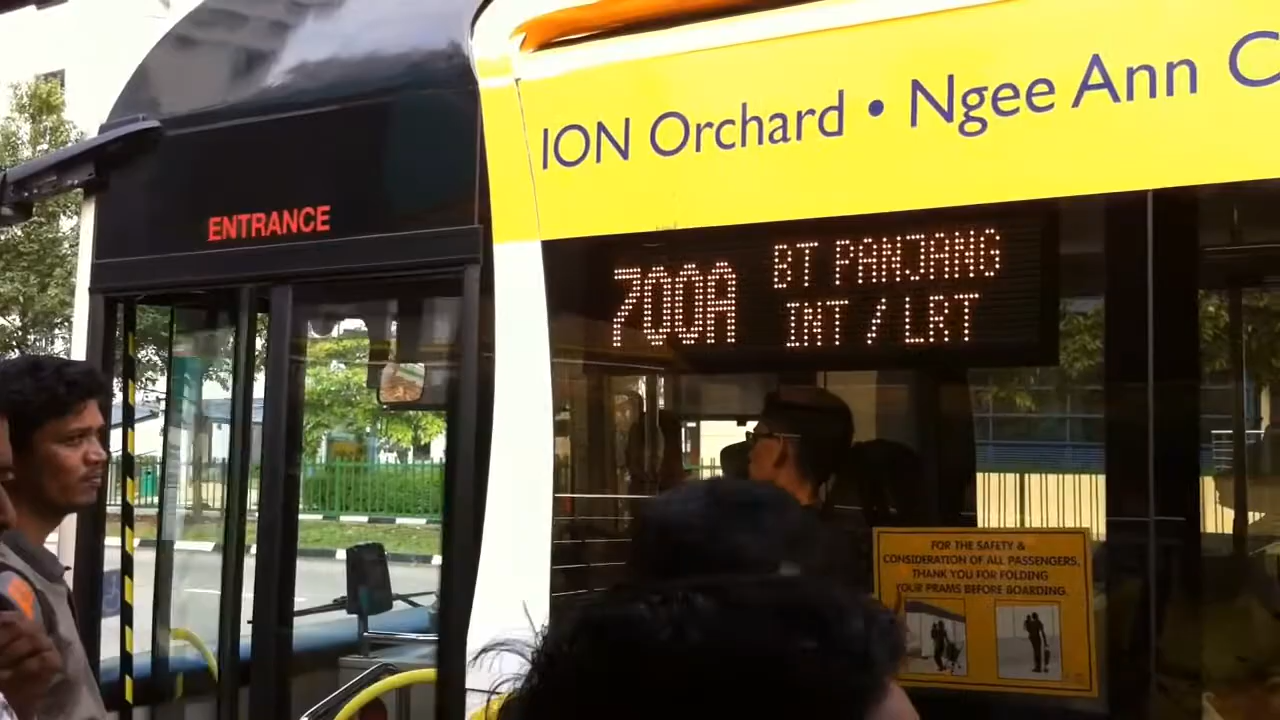 ION Orchard • Ngee Ann
ENTRANCE
700A
BT PANJANG
INT / LRT
FOR THE SAFETY &
CONSIDERATION OF ALL PASSENGERS,
THANK YOU FOR FOLDING
YOUR PRAMS BEFORE BOARDING.